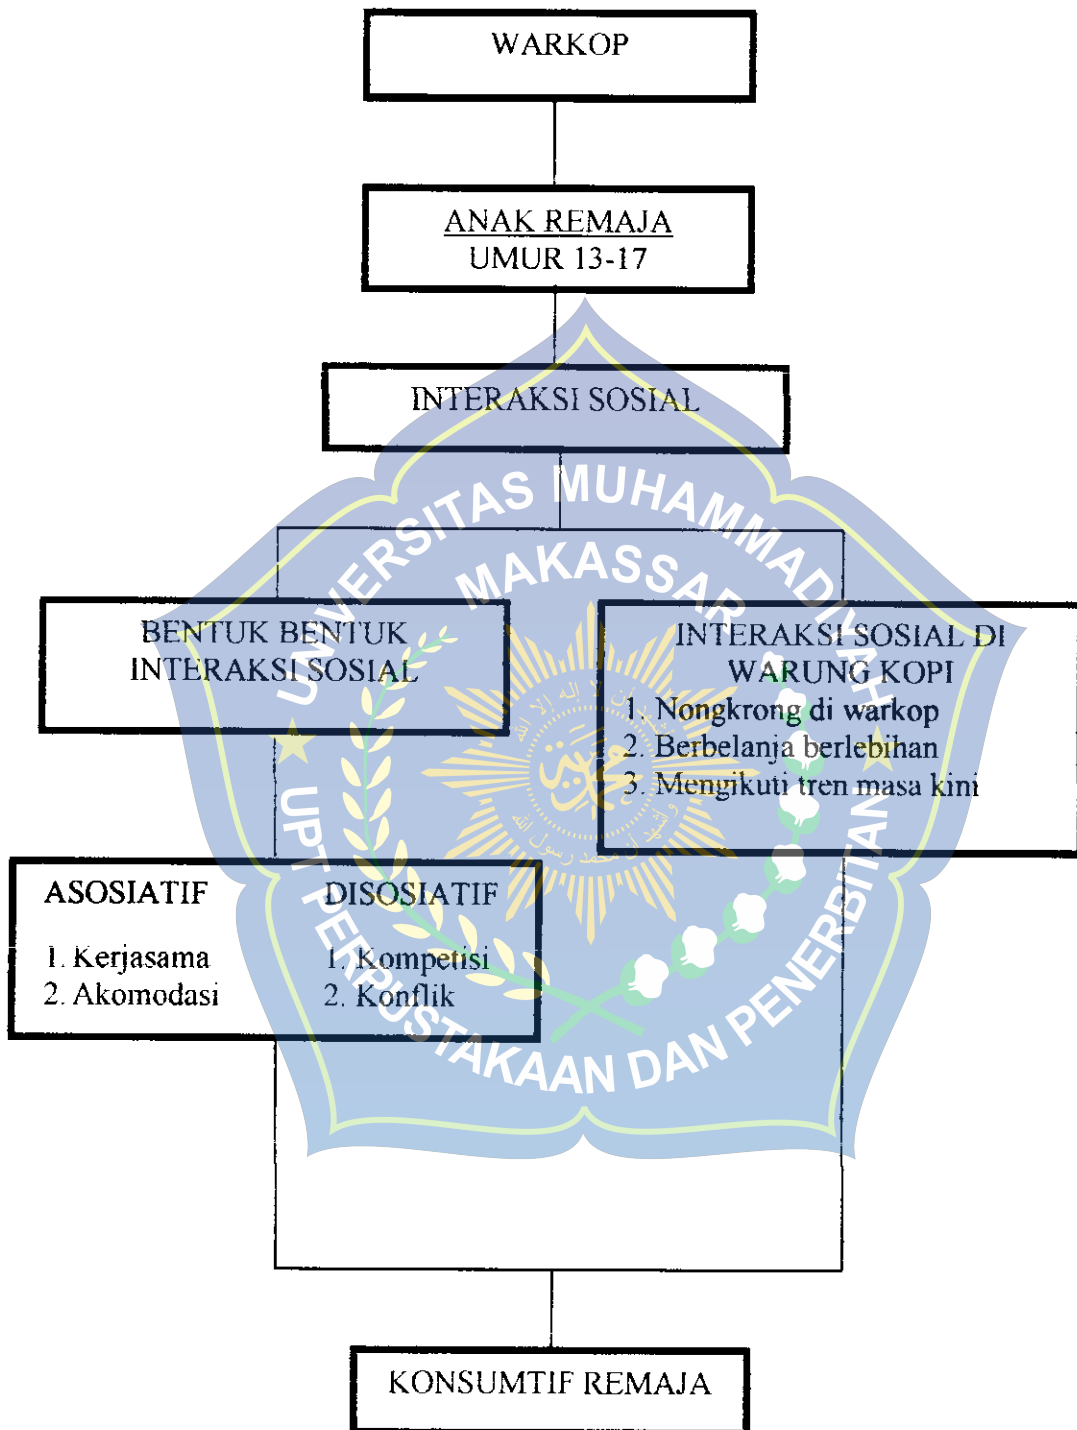 WARKOP
ANAK REMAJA
UMUR 13-17
INTERAKSI SOSIAL
UNIVERSITAS MUHAMMADIYAH
MAKASSAR
BENTUK BENTUK
INTERAKSI SOSIAL
INTERAKSI SOSIAL DI
WARUNG KOPI
1. Nongkrong di warkop
2. Berbelanja berlebihan
3. Mengikuti tren masa kini
ASOSIATIF
1. Kerjasama
2. Akomodasi
DISOSIATIF
1. Kompetisi
2. Konflik
UPT PERPUSTAKAAN DAN PENERBITAN
KONSUMTIF REMAJA